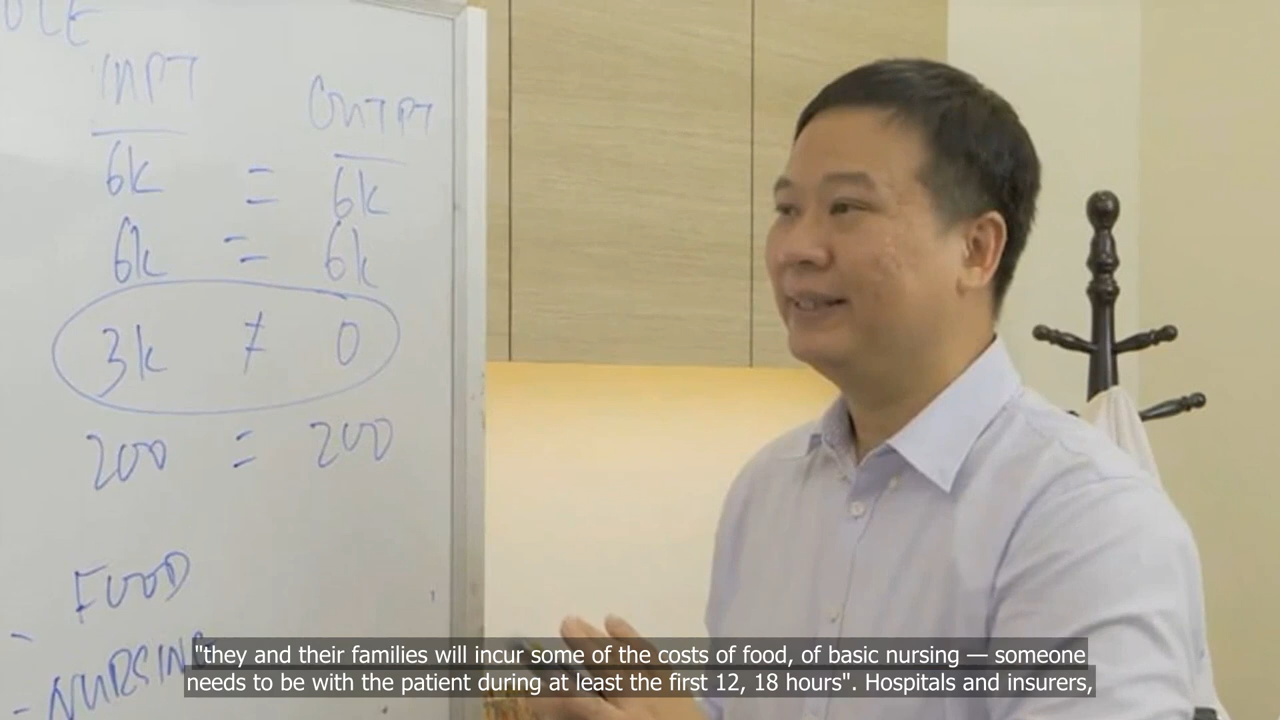 INPT OUTPT
6k = 6k
6k = 6k
3k ≠ 0
200 = 200
FOOD
- NURSING
"they and their families will incur some of the costs of food, of basic nursing — someone
needs to be with the patient during at least the first 12, 18 hours". Hospitals and insurers,